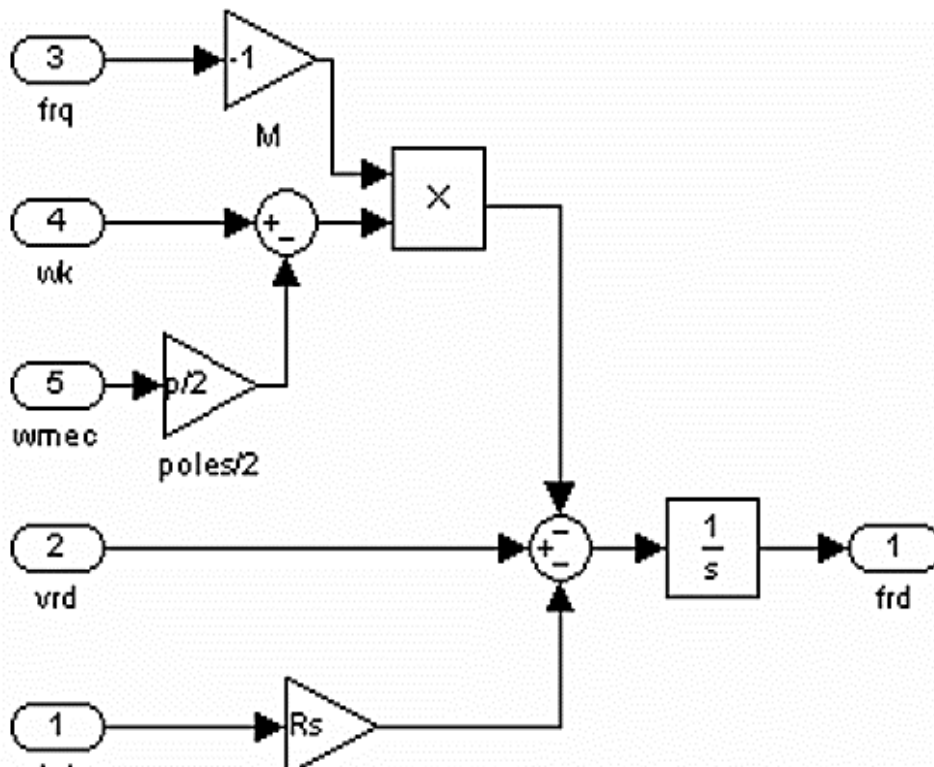 3
-1
frq
M
4
+
−
×
wk
5
p/2
wmec
poles/2
2
−
+
−
1
s
1
vrd
frd
1
Rs